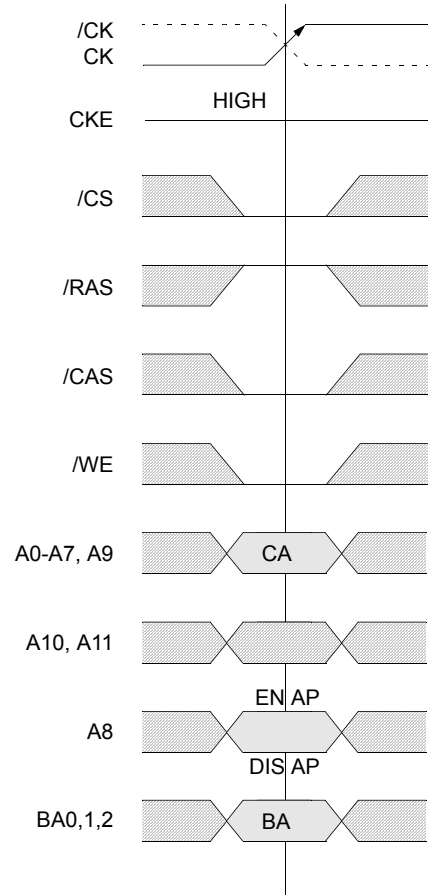 /CK
CK
CKE HIGH
/CS
/RAS
/CAS
/WE
A0-A7, A9 CA
A10, A11
EN AP
A8
DIS AP
BA0,1,2 BA